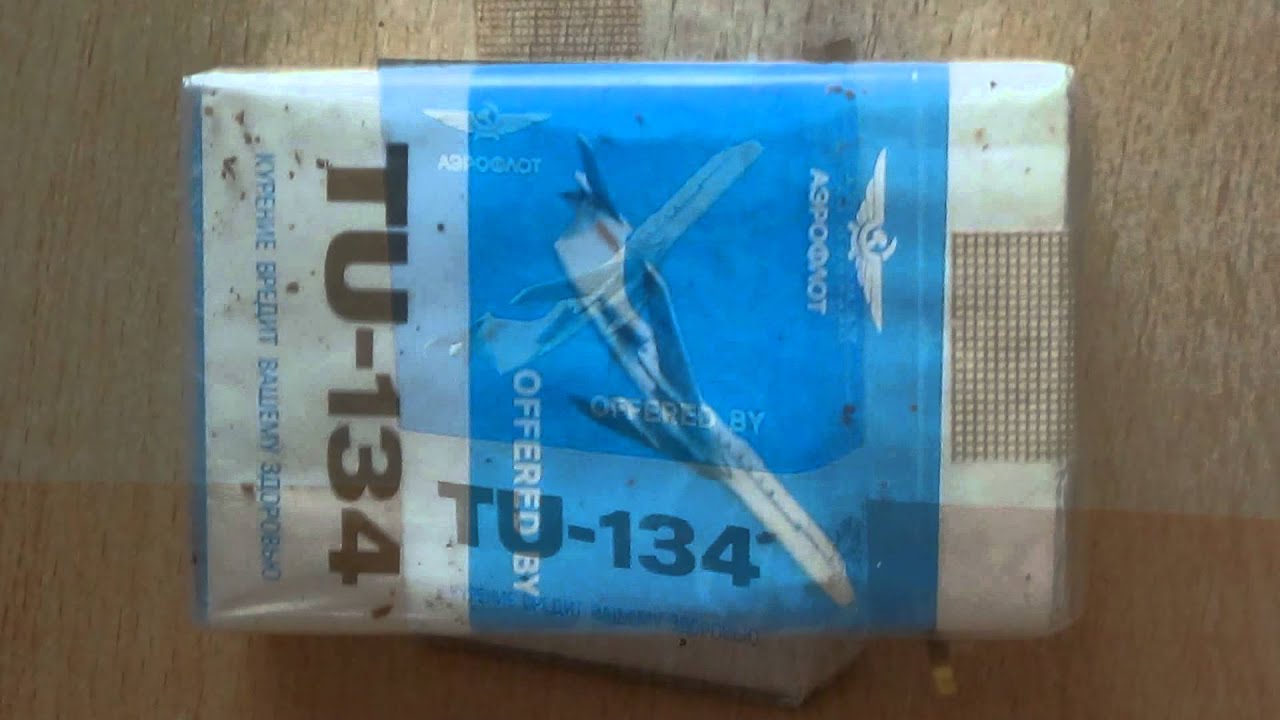 АЭРОФЛОТ
OFFERED BY
TU-134
КУРЕНИЕ ВРЕДИТ ВАШЕМУ ЗДОРОВЬЮ
АЭРОФЛОТ
OFFERED BY
TU-134
КУРЕНИЕ ВРЕДИТ ВАШЕМУ ЗДОРОВЬЮ